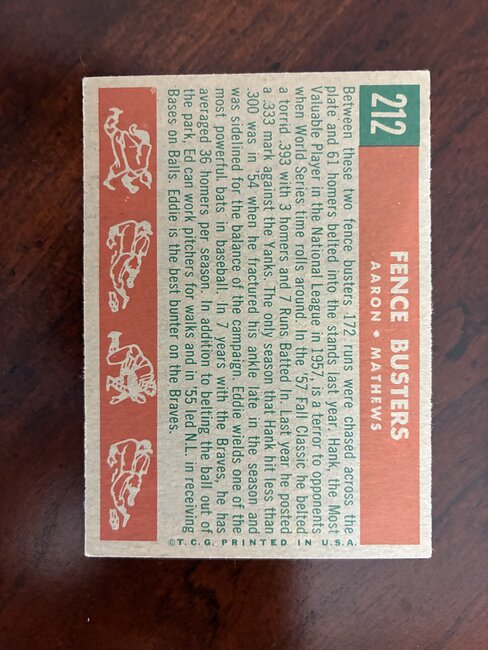 212
FENCE BUSTERS
AARON • MATHEWS
Between these two fence busters 172 runs were chased across the
plate and 61 homers belted into the stands last year. Hank, the Most
Valuable Player in the National League in 1957, is a terror to opponents
when World Series time rolls around. In the '57 Fall Classic he belted
a torrid .393 with 3 homers and 7 Runs Batted In. Last year he posted
a .333 mark against the Yanks. The only season that Hank hit less than
300 was in '54 when he fractured his ankle late in the season and
was sidelined for the balance of the campaign. Eddie wields one of the
most powerful bats in baseball. In 7 years with the Braves, he has
averaged 36 homers per season. In addition to belting the ball out of
the park, Ed can work pitchers for walks and in '55 led N.L. in receiving
Bases on Balls. Eddie is the best bunter on the Braves.
©T.C.G. PRINTED IN U.S.A.